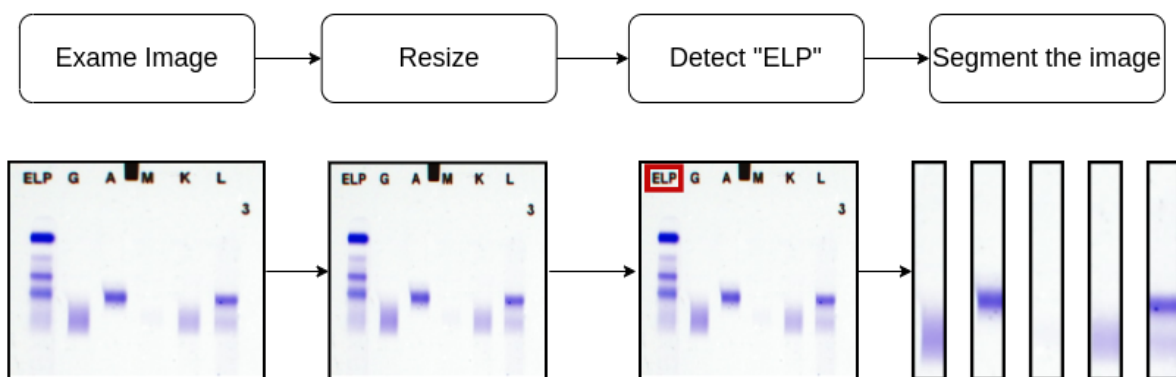 Exame Image
Resize
Detect "ELP"
Segment the image
ELP G A M K L
3
ELP G A M K L
3
ELP G A M K L
3